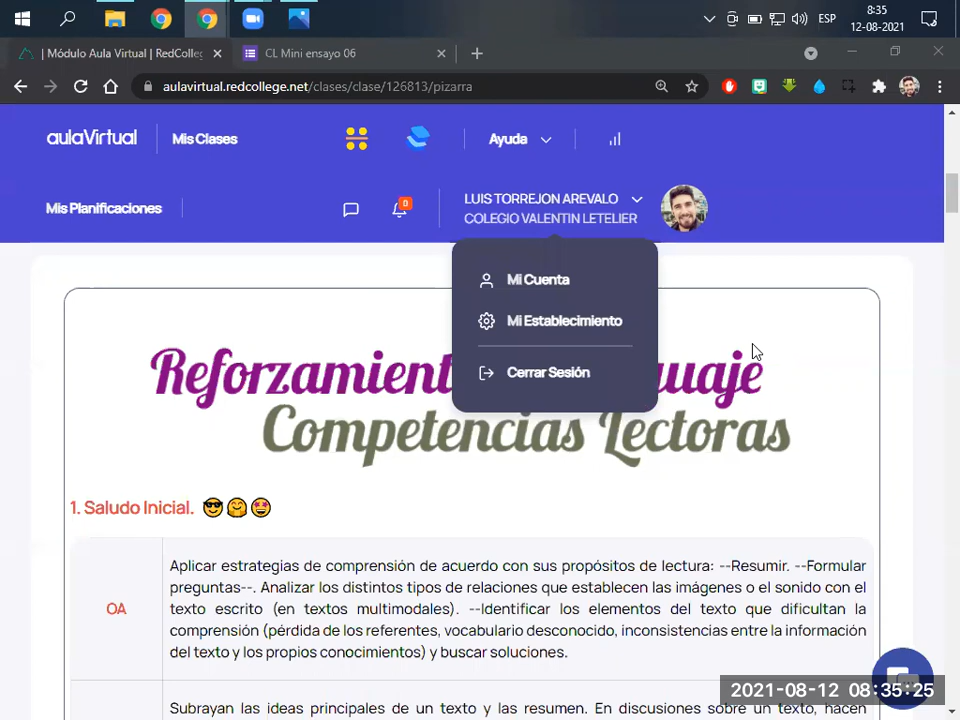 8:35
ESP
12-08-2021
| Módulo Aula Virtual | RedColleg
CL Mini ensayo 06
aulavirtual.redcollege.net/clases/clase/126813/pizarra
aulaVirtual
Mis Clases
Ayuda
Mis Planificaciones
0
LUIS TORREJON AREVALO
COLEGIO VALENTIN LETELIER
Mi Cuenta
Mi Establecimiento
Cerrar Sesión
Reforzamient uaje
Competencias Lectoras
1. Saludo Inicial.
OA
Aplicar estrategias de comprensión de acuerdo con sus propósitos de lectura: --Resumir. --Formular
preguntas--. Analizar los distintos tipos de relaciones que establecen las imágenes o el sonido con el
texto escrito (en textos multimodales). --Identificar los elementos del texto que dificultan la
comprensión (pérdida de los referentes, vocabulario desconocido, inconsistencias entre la información
del texto y los propios conocimientos) y buscar soluciones.
Subrayan las ideas principales de un texto y las resumen. En discusiones sobre un texto, hacen
2021-08-12 08:35:25